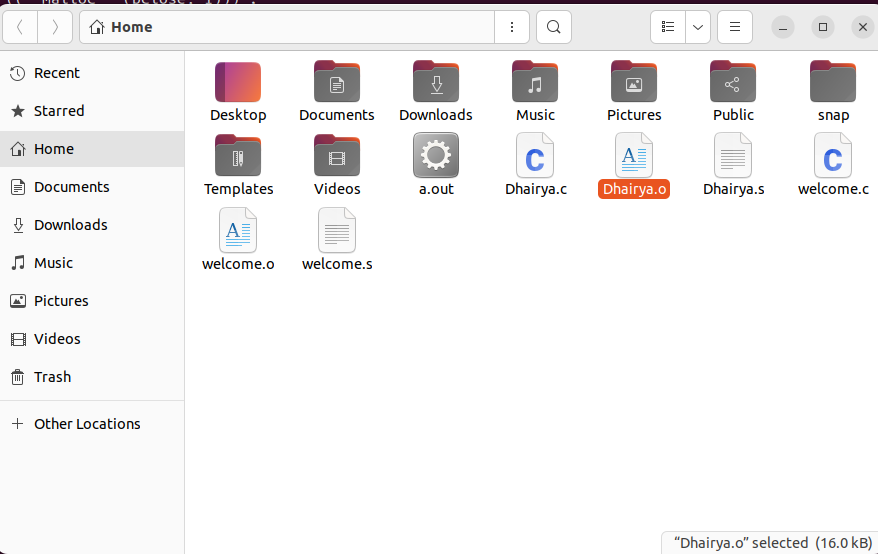 Home
Recent
Starred
Home
Documents
Downloads
Music
Pictures
Videos
Trash
Other Locations
Desktop Documents Downloads Music Pictures Public snap
Templates Videos a.out Dhairya.c Dhairya.o Dhairya.s welcome.c
welcome.o welcome.s
“Dhairya.o” selected (16.0 kB)